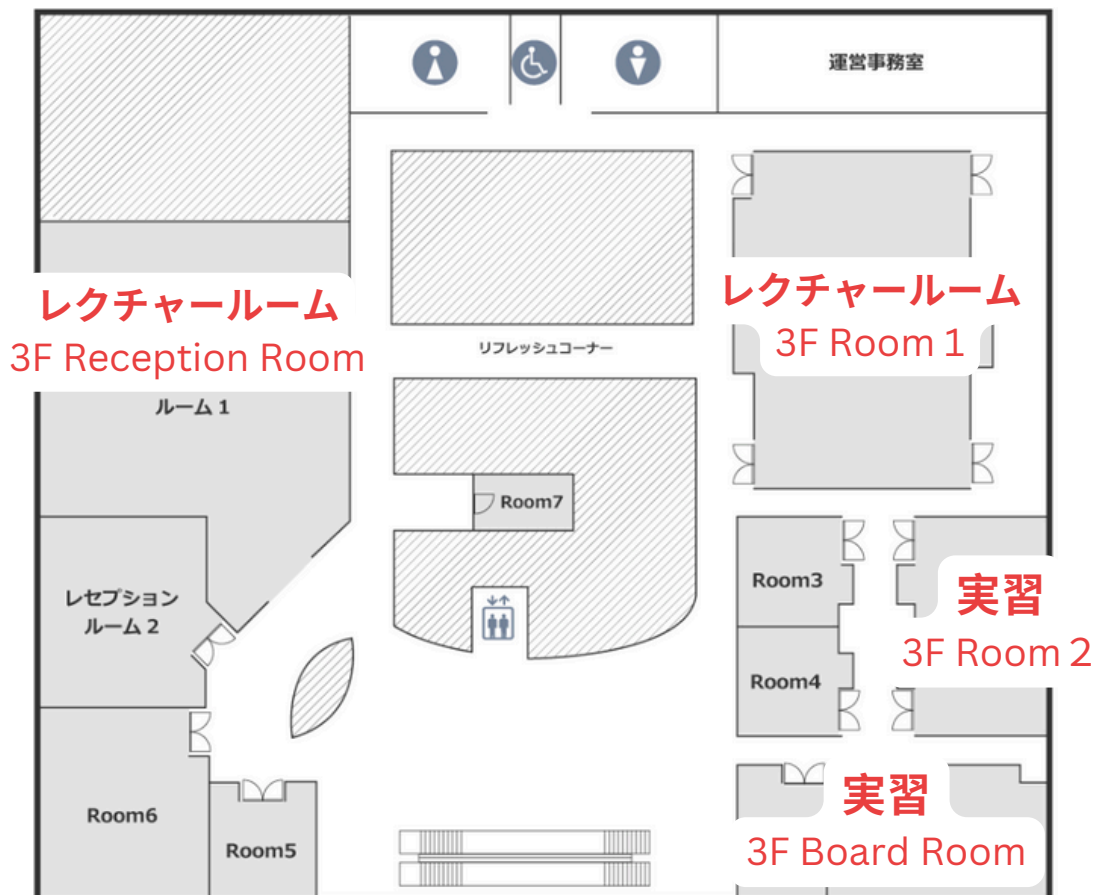 運営事務室
レクチャールーム
3F Reception Room
ルーム 1
レクチャールーム
3F Room 1
リフレッシュコーナー
Room7
レセプション
ルーム 2
Room3
Room4
実習
3F Room 2
Room6
Room5
実習
3F Board Room